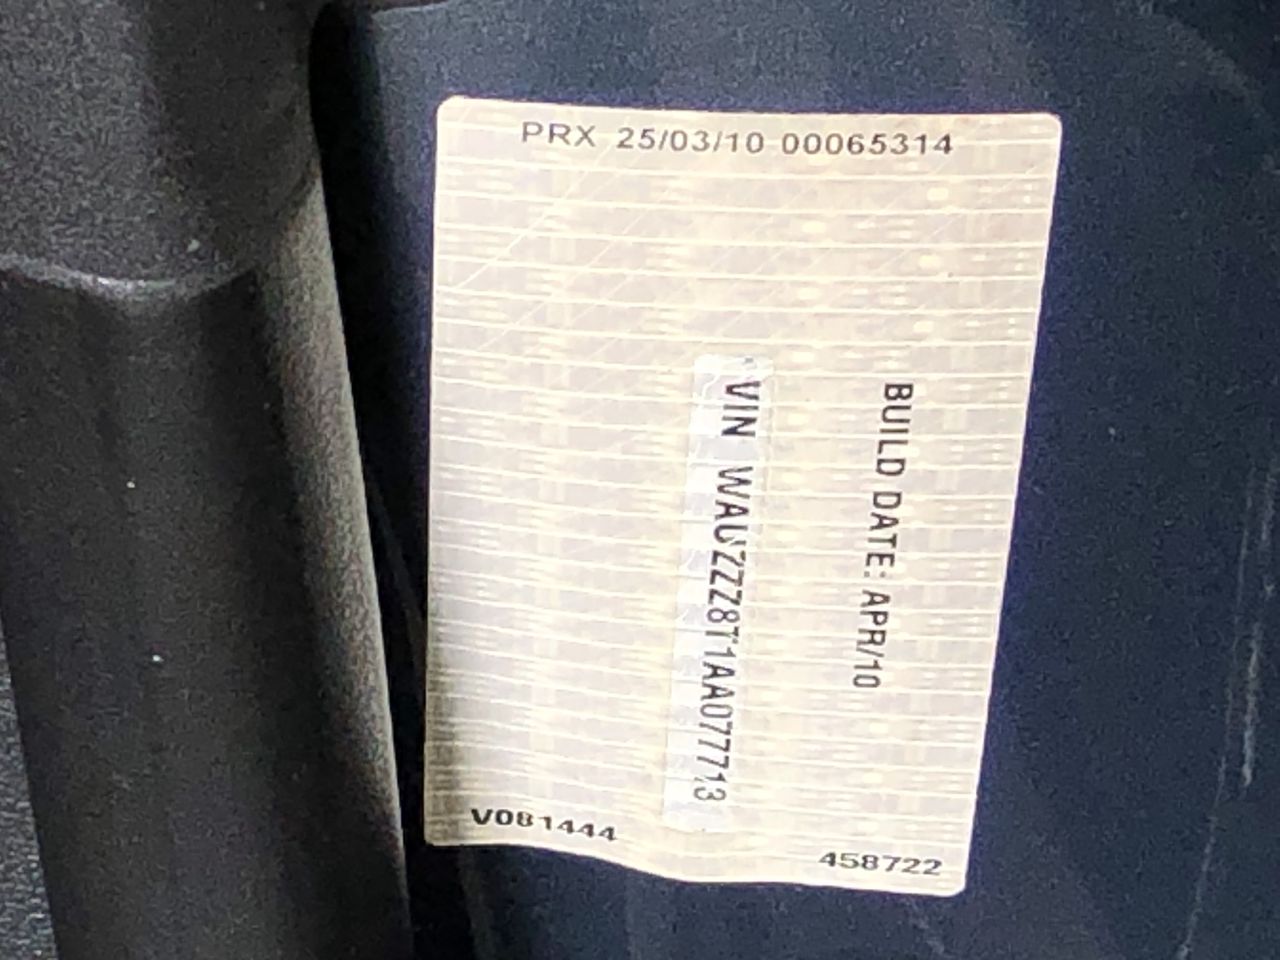 PRX 25/03/10 00065314
BUILD DATE: APR/10
VIN WAUZZZ8T1AA077713
V081444
458722